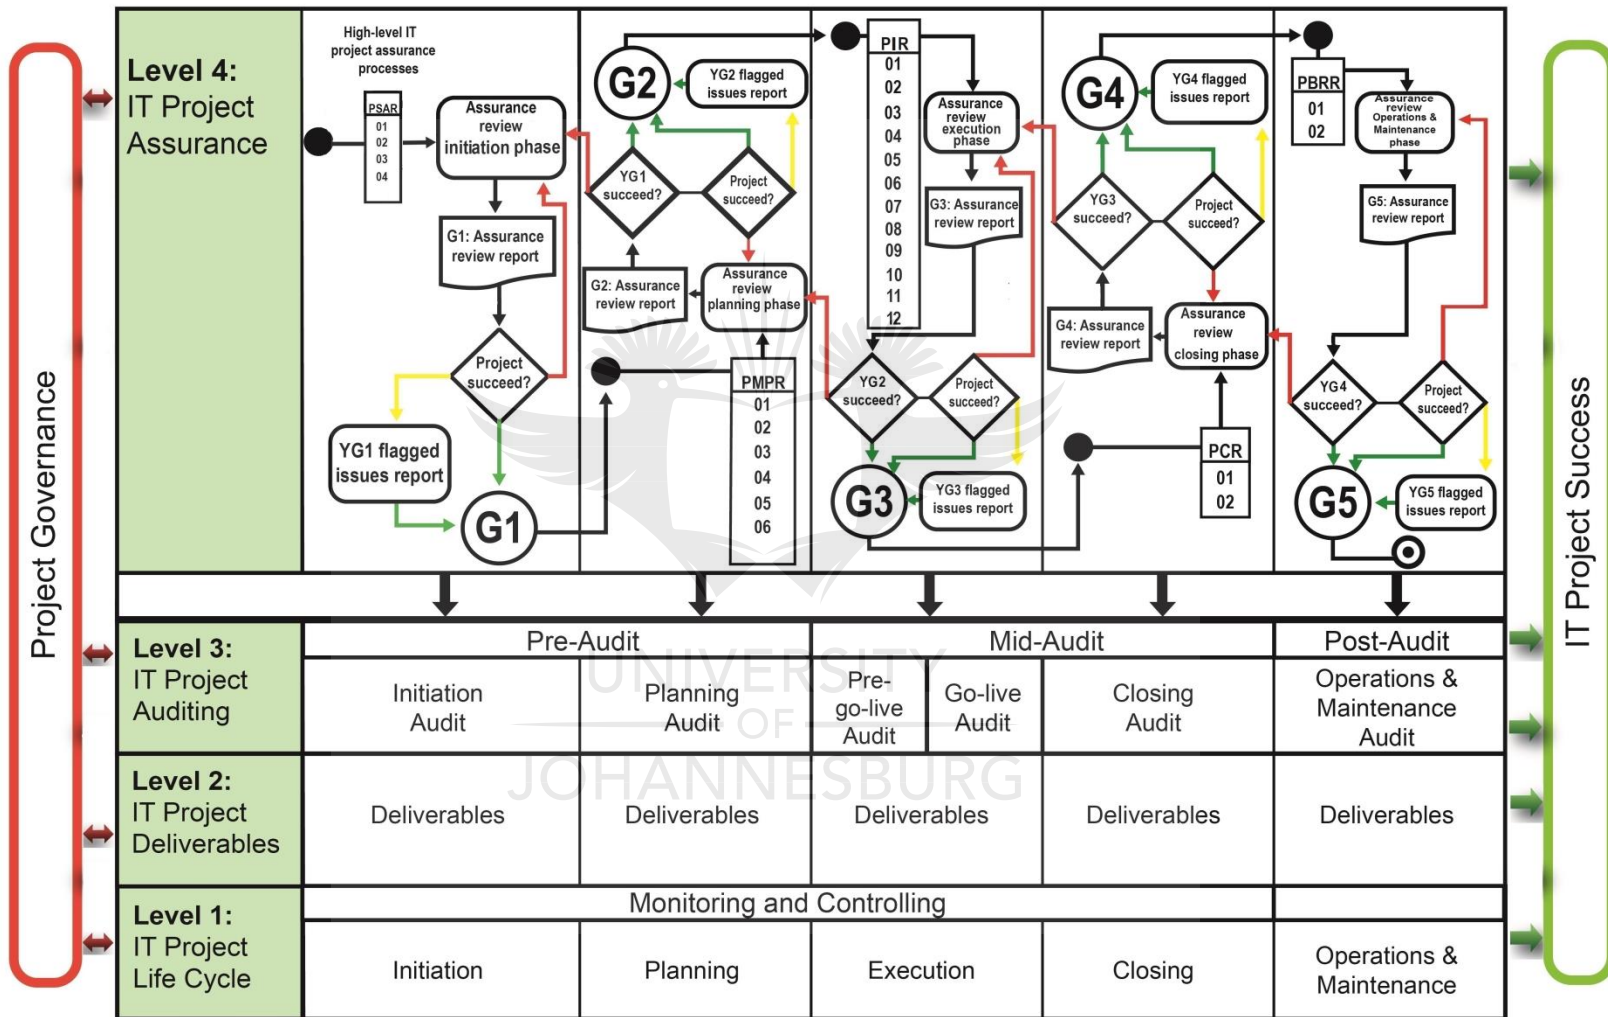 Project Governance
Level 4:
IT Project
Assurance
High-level IT
project assurance
processes
PSAR
01
02
03
04
Assurance
review
initiation phase
G1: Assurance
review report
Project
succeed?
YG1 flagged
issues report
G1
G2
YG2 flagged
issues report
YG1
succeed?
Project
succeed?
G2: Assurance
review report
Assurance
review
planning phase
PMPR
01
02
03
04
05
06
PIR
01
02
03
04
05
06
07
08
09
10
11
12
Assurance
review
execution
phase
G3: Assurance
review report
YG2
succeed?
Project
succeed?
G3
YG3 flagged
issues report
G4
YG4 flagged
issues report
YG3
succeed?
Project
succeed?
G4: Assurance
review report
Assurance
review
closing phase
PCR
01
02
PBRR
01
02
Assurance
review
Operations &
Maintenance
phase
G5: Assurance
review report
YG4
succeed?
Project
succeed?
G5
YG5 flagged
issues report
Level 3:
IT Project
Auditing
Pre-Audit
Mid-Audit
Post-Audit
Initiation
Audit
Planning
Audit
Pre-
go-live
Audit
Go-live
Audit
Closing
Audit
Operations &
Maintenance
Audit
UNIVERSITY
OF
JOHANNESBURG
Level 2:
IT Project
Deliverables
Deliverables
Deliverables
Deliverables
Deliverables
Deliverables
Level 1:
IT Project
Life Cycle
Monitoring and Controlling
Initiation
Planning
Execution
Closing
Operations &
Maintenance
IT Project Success